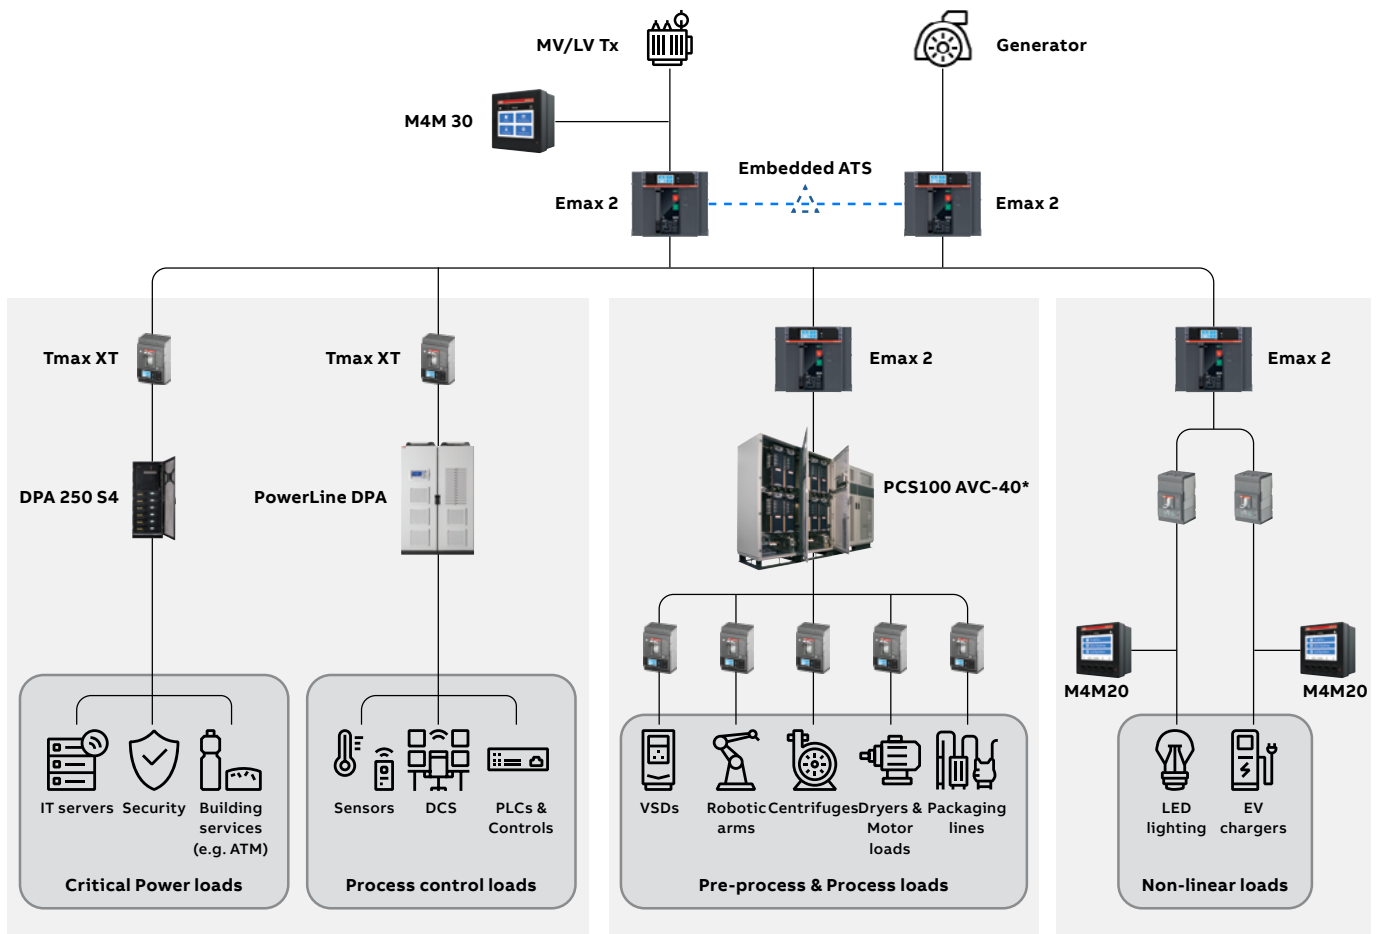 MV/LV Tx
Generator
M4M 30
Embedded ATS
Emax 2
Emax 2
Tmax XT
Tmax XT
Emax 2
Emax 2
DPA 250 S4
PowerLine DPA
PCS100 AVC-40*
M4M20
M4M20
IT servers
Security
Building
services
(e.g. ATM)
Critical Power loads
Sensors
DCS
PLCs &
Controls
Process control loads
VSDs
Robotic
arms
Centrifuges
Dryers &
Motor
loads
Packaging
lines
Pre-process & Process loads
LED
lighting
EV
chargers
Non-linear loads